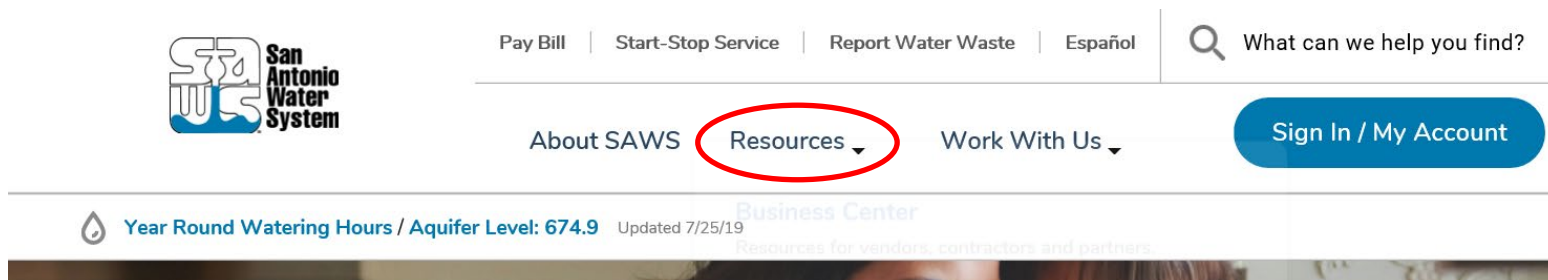 San
Antonio
Water
System
Pay Bill | Start-Stop Service | Report Water Waste | Español
What can we help you find?
About SAWS Resources Work With Us
Sign In / My Account
Business Center
Year Round Watering Hours / Aquifer Level: 674.9 Updated 7/25/19
Resources for vendors, contractors and partners.